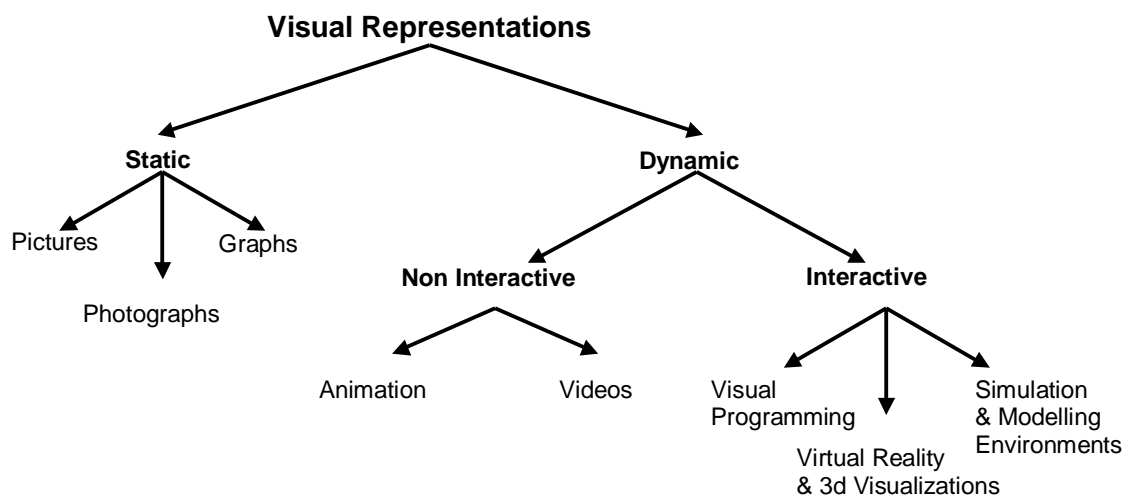 Visual Representations
Static
Dynamic
Pictures
Graphs
Photographs
Non Interactive
Interactive
Animation
Videos
Visual
Programming
Virtual Reality
& 3d Visualizations
Simulation
& Modelling
Environments